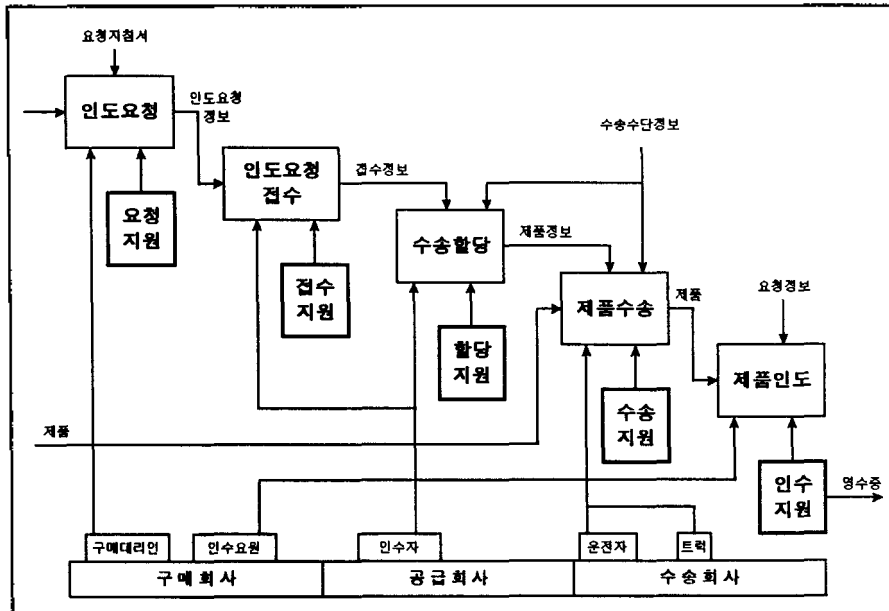 요청지침서
인도요청
인도요청
정보
수송수단정보
인도요청
접수
접수정보
요청
지원
수송할당
제품정보
접수
지원
제품수송
제품
요청정보
할당
지원
제품인도
수송
지원
제품
인수
지원
영수증
구매대리인
인수요원
인수자
운전자
트럭
구매회사
공급회사
수송회사